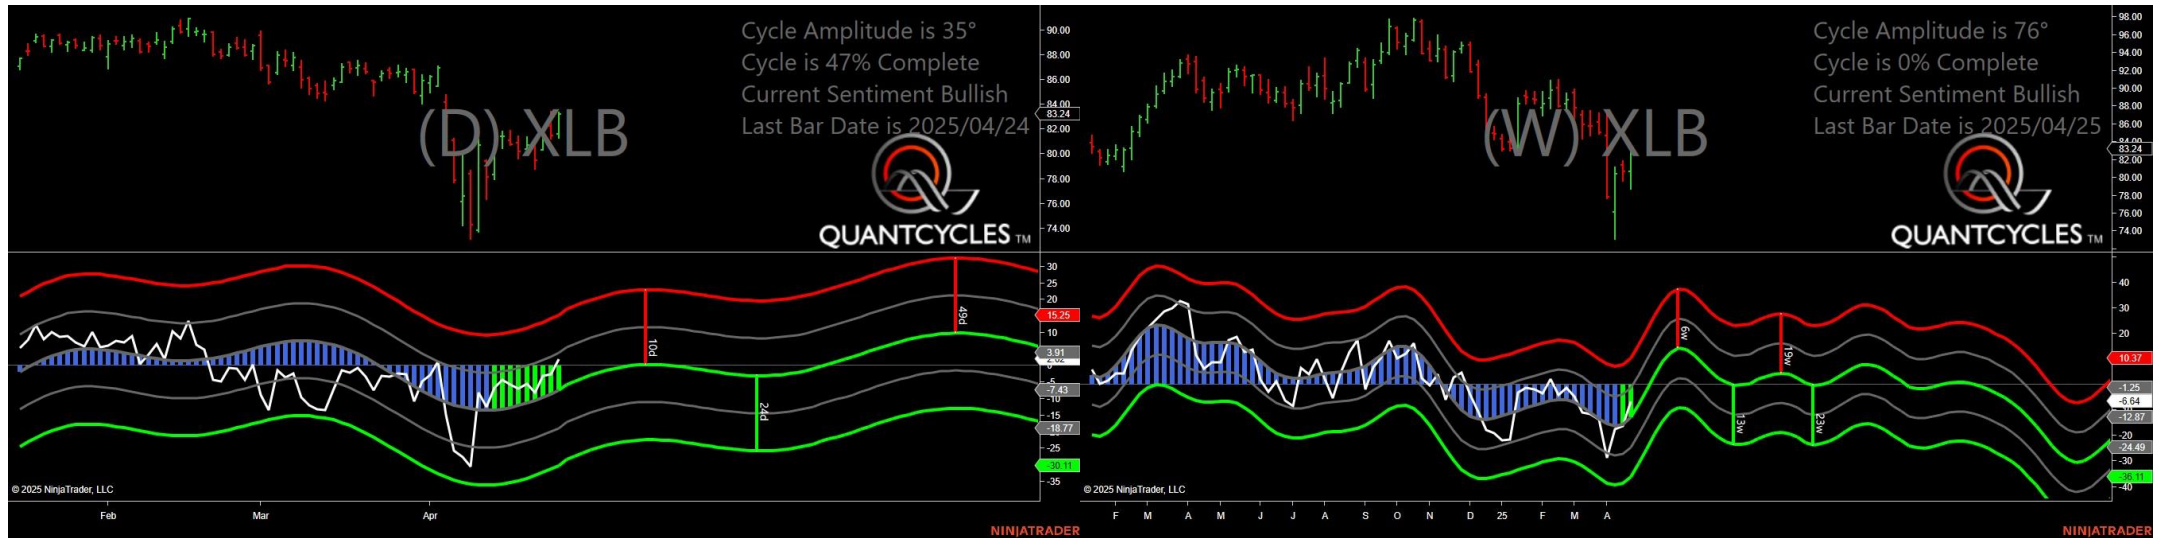 Cycle Amplitude is 35°
Cycle is 47% Complete
Current Sentiment Bullish
Last Bar Date is 2025/04/24
(D) XLB
QUANTCYCLES TM
90.00
88.00
86.00
84.00
83.24
82.00
80.00
78.00
76.00
74.00
30
25
20
15.25
10
3.91
0
-5
-7.43
-10
-15
-18.77
-25
-30.11
-35
10d
24d
49d
© 2025 NinjaTrader, LLC
Feb Mar Apr
NINJATRADER
Cycle Amplitude is 76°
Cycle is 0% Complete
Current Sentiment Bullish
Last Bar Date is 2025/04/25
(W) XLB
QUANTCYCLES TM
98.00
96.00
94.00
92.00
90.00
88.00
86.00
84.00
83.24
82.00
80.00
78.00
76.00
74.00
40
30
20
10.37
-1.25
-6.64
-12.87
-20
-24.49
-30
-36.11
-40
6w
13w
19w
23w
© 2025 NinjaTrader, LLC
F M A M J J A S O N D 25 F M A
NINJATRADER